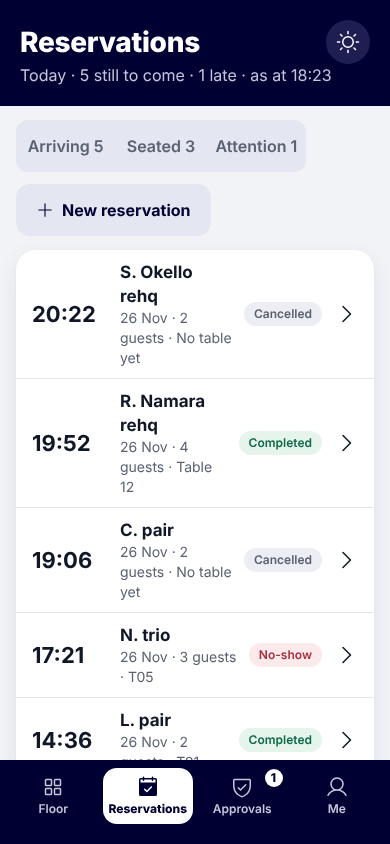 Reservations
Today · 5 still to come · 1 late · as at 18:23
Arriving 5 Seated 3 Attention 1
New reservation
20:22
S. Okello
rehq
26 Nov · 2
guests · No table
yet
Cancelled
19:52
R. Namara
rehq
26 Nov · 4
guests · Table
12
Completed
19:06
C. pair
26 Nov · 2
guests · No table
yet
Cancelled
17:21
N. trio
26 Nov · 3 guests
· T05
No-show
14:36
L. pair
26 Nov · 2
Completed
Floor
Reservations
Approvals
1
Me